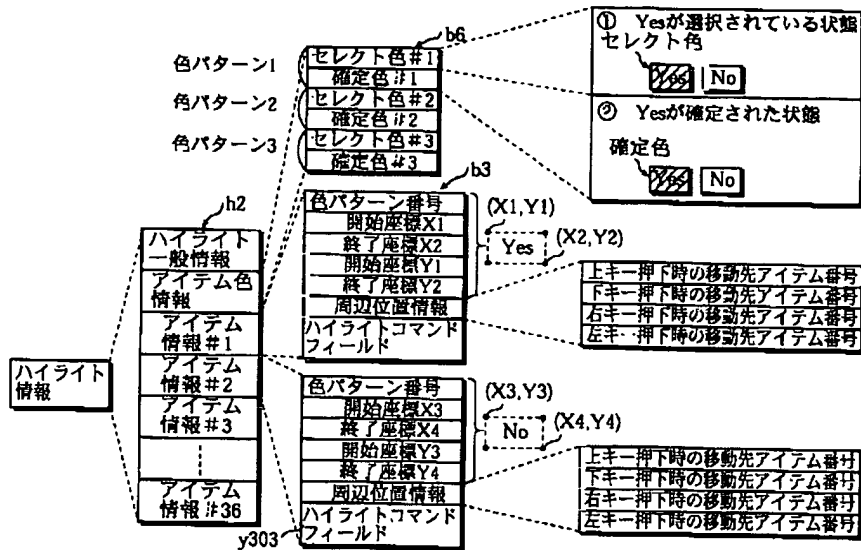 b6
色パターン1
色パターン2
色パターン3
セレクト色#1
確定色#1
セレクト色#2
確定色#2
セレクト色#3
確定色#3
① Yesが選択されている状態
セレクト色
Yes No
② Yesが確定された状態
確定色
Yes No
h2
ハイライト
一般情報
アイテム色
情報
アイテム
情報#1
アイテム
情報#2
アイテム
情報#3
アイテム
情報#36
ハイライト
情報
b3
色パターン番号
開始座標X1
終了座標X2
開始座標Y1
終了座標Y2
周辺位置情報
ハイライトコマンド
フィールド
(X1,Y1)
Yes
(X2,Y2)
上キー押下時の移動先アイテム番号
下キー押下時の移動先アイテム番号
右キー押下時の移動先アイテム番号
左キー押下時の移動先アイテム番号
色パターン番号
開始座標X3
終了座標X4
開始座標Y3
終了座標Y4
周辺位置情報
ハイライトコマンド
フィールド
y303
(X3,Y3)
No
(X4,Y4)
上キー押下時の移動先アイテム番号
下キー押下時の移動先アイテム番号
右キー押下時の移動先アイテム番号
左キー押下時の移動先アイテム番号